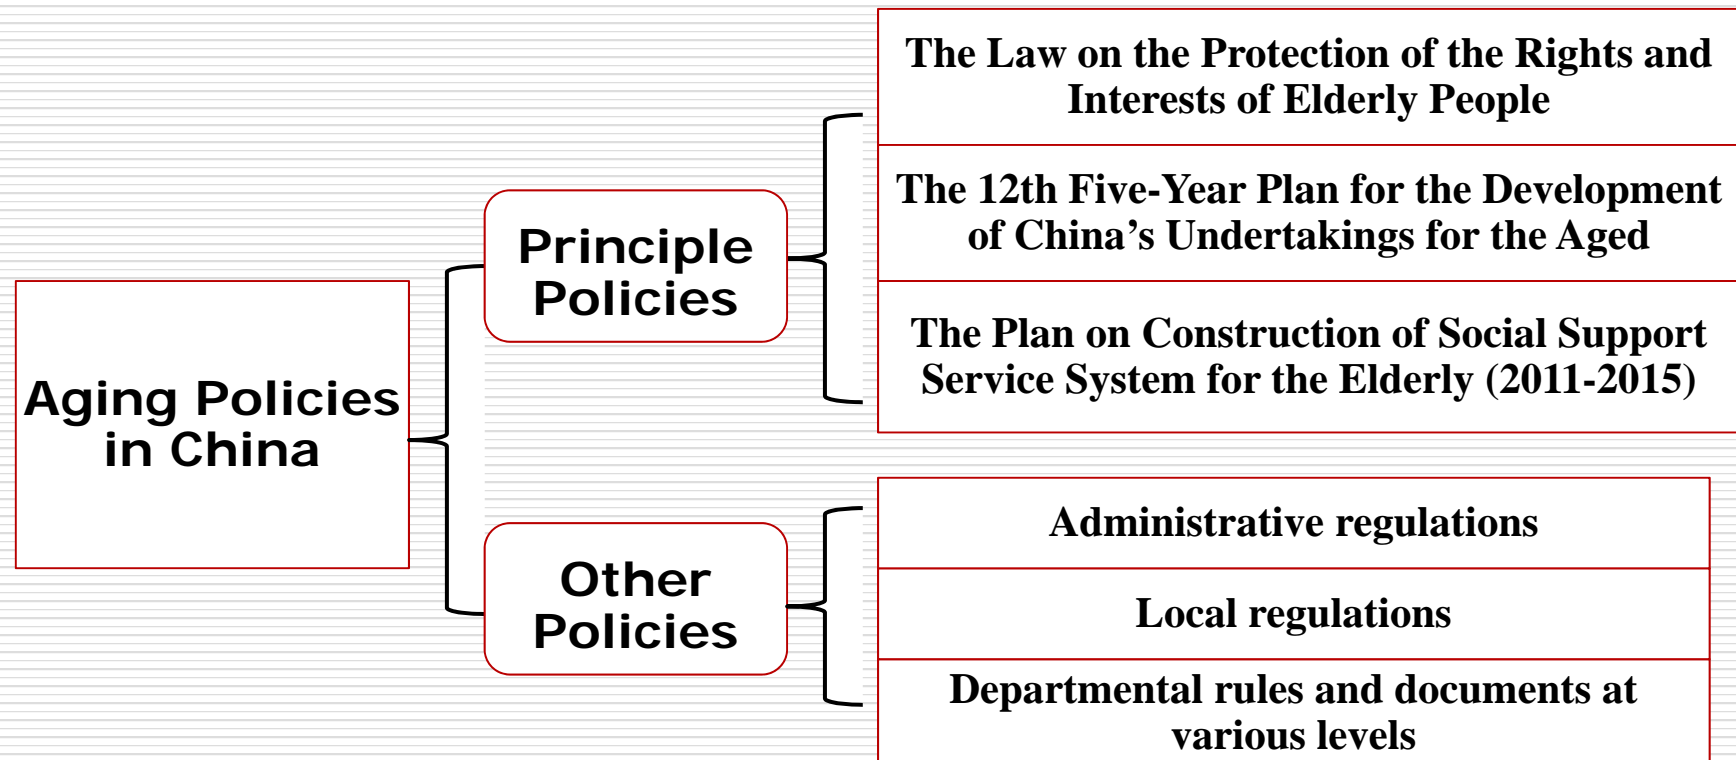 Aging Policies
in China
Principle
Policies
The Law on the Protection of the Rights and
Interests of Elderly People
The 12th Five-Year Plan for the Development
of China’s Undertakings for the Aged
The Plan on Construction of Social Support
Service System for the Elderly (2011-2015)
Other
Policies
Administrative regulations
Local regulations
Departmental rules and documents at
various levels